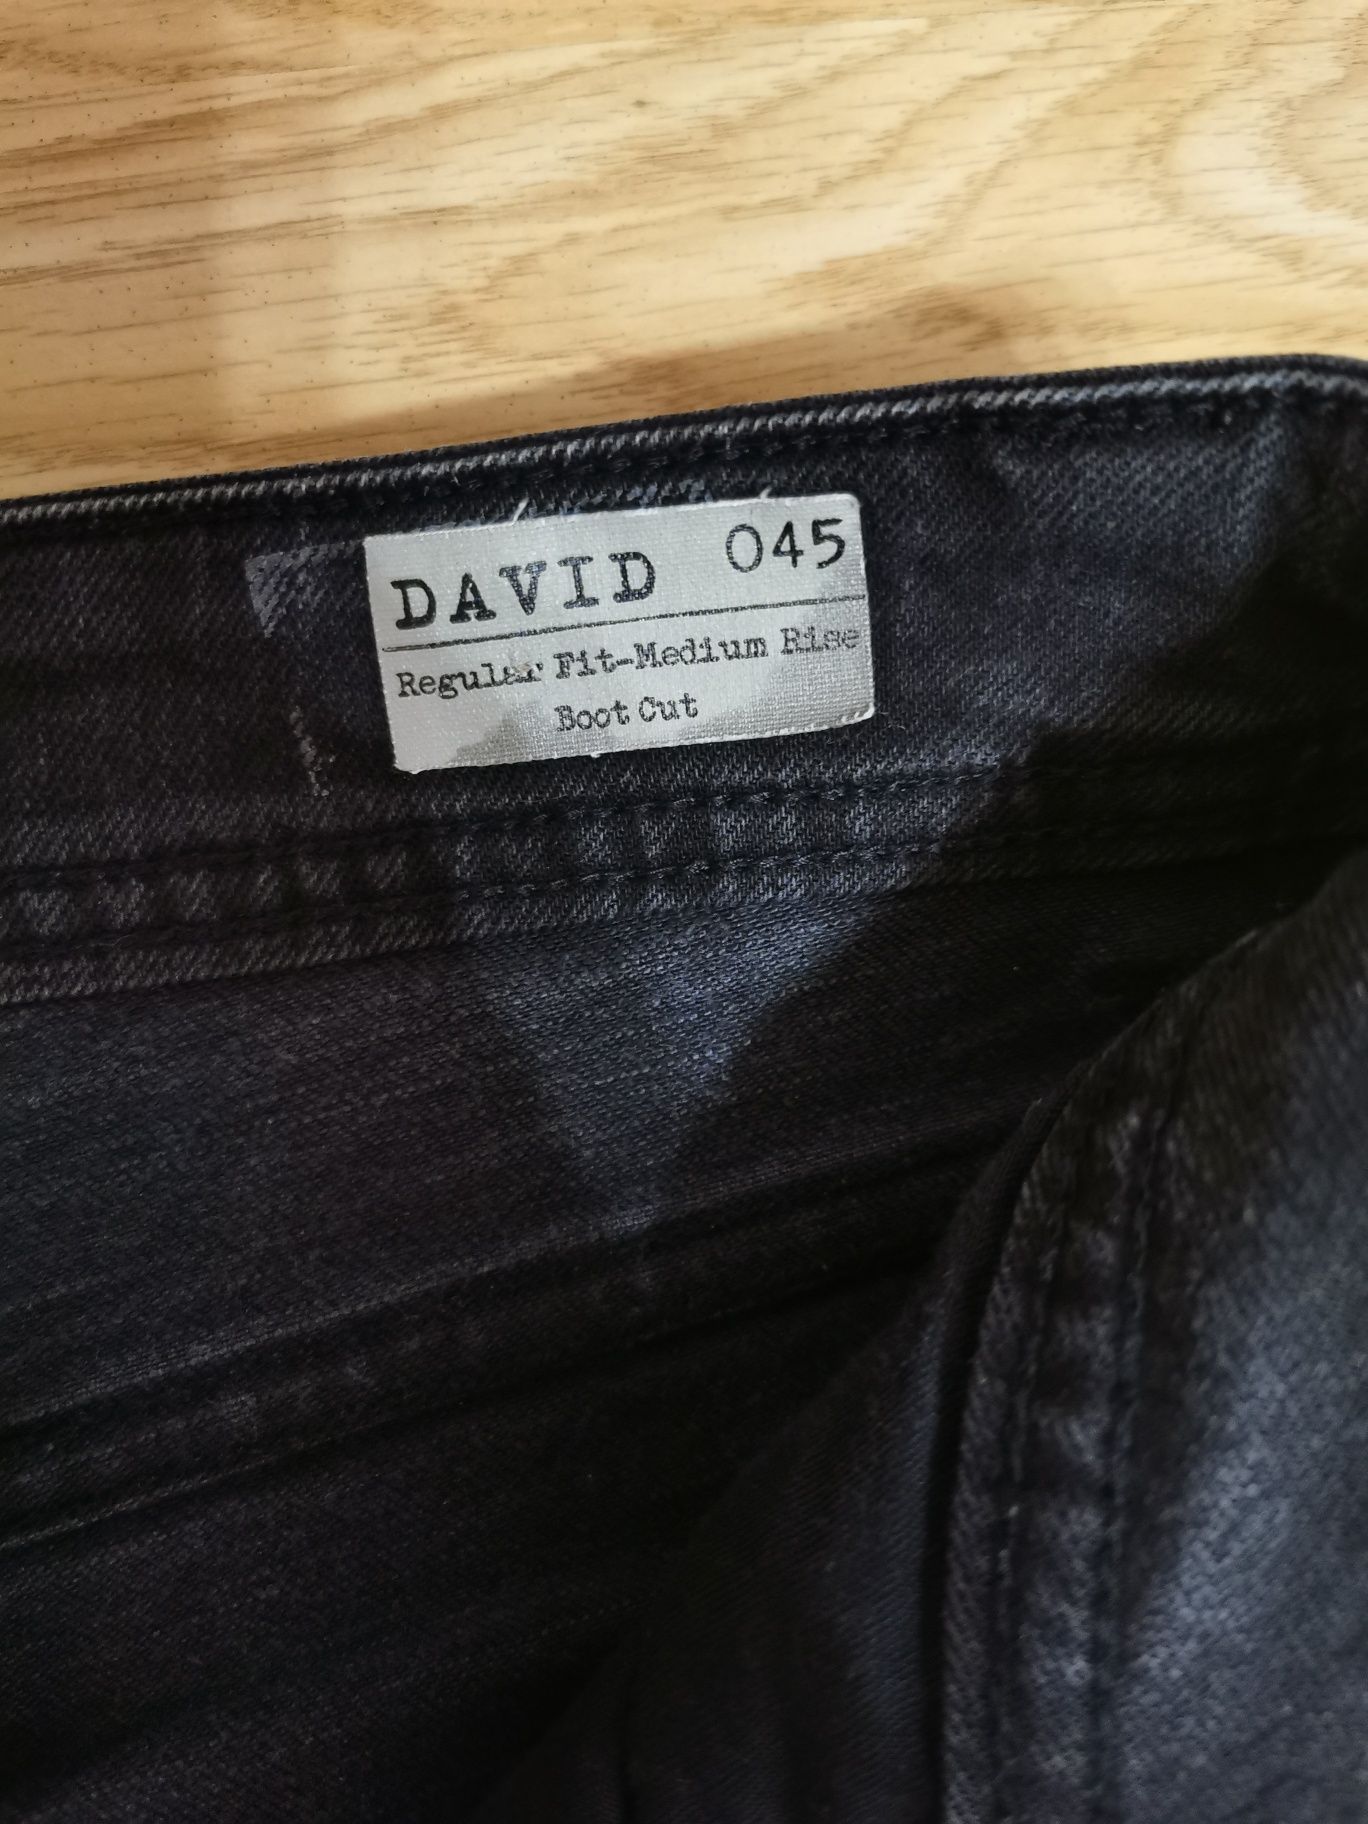 DAVID 045
Regular Fit-Medium Rise
Boot Cut